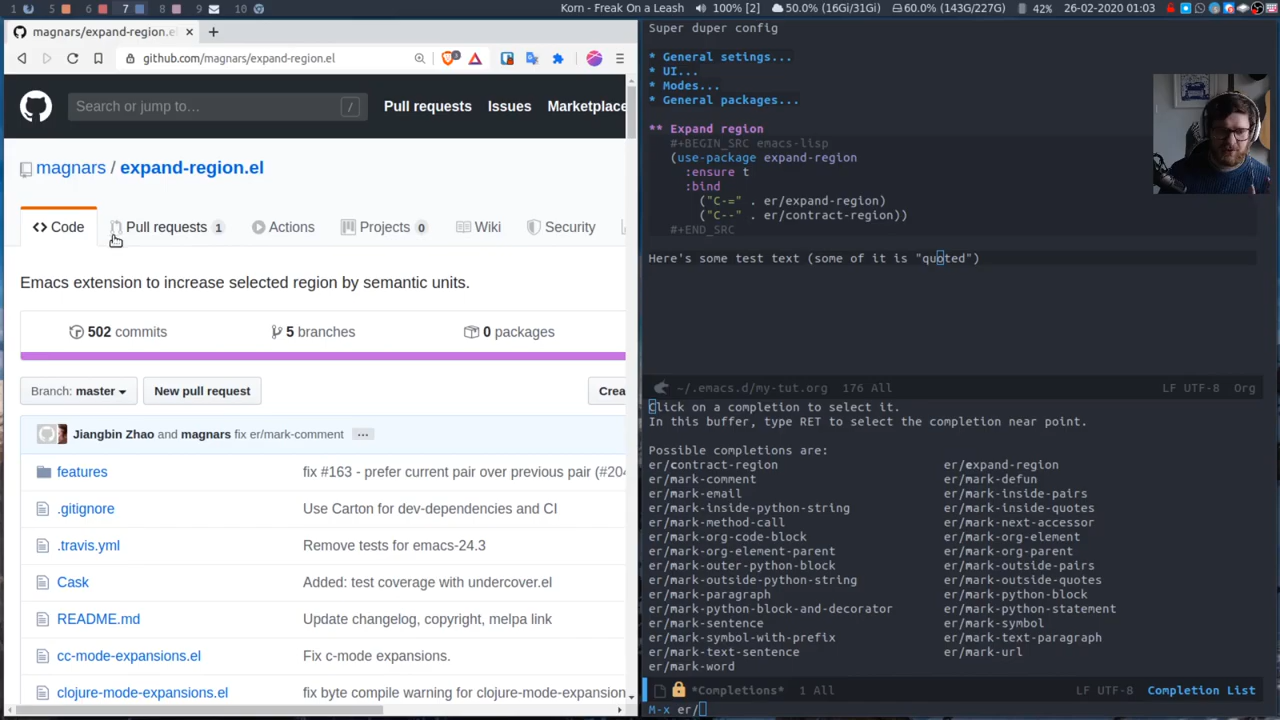 1 5 6 7 8 9 10 Korn - Freak On a Leash 100% [2] 50.0% (16Gi/31Gi) 60.0% (143G/227G) 42% 26-02-2020 01:03
magnars/expand-region.el × +
github.com/magnars/expand-region.el
Search or jump to... / Pull requests Issues Marketplace
magnars / expand-region.el
Code Pull requests 1 Actions Projects 0 Wiki Security
Emacs extension to increase selected region by semantic units.
502 commits 5 branches 0 packages
Branch: master New pull request Crea
Jiangbin Zhao and magnars fix er/mark-comment ...
features fix #163 - prefer current pair over previous pair (#204
.gitignore Use Carton for dev-dependencies and CI
.travis.yml Remove tests for emacs-24.3
Cask Added: test coverage with undercover.el
README.md Update changelog, copyright, melpa link
cc-mode-expansions.el Fix c-mode expansions.
clojure-mode-expansions.el fix byte compile warning for clojure-mode-expansion
Super duper config
* General setings...
* UI...
* Modes...
* General packages...
** Expand region
#+BEGIN_SRC emacs-lisp
(use-package expand-region
:ensure t
:bind
("C-=" . er/expand-region)
("C--" . er/contract-region))
#+END_SRC
Here's some test text (some of it is "quoted")
~/.emacs.d/my-tut.org 176 All LF UTF-8 Org
Click on a completion to select it.
In this buffer, type RET to select the completion near point.
Possible completions are:
er/contract-region er/expand-region
er/mark-comment er/mark-defun
er/mark-email er/mark-inside-pairs
er/mark-inside-python-string er/mark-inside-quotes
er/mark-method-call er/mark-next-accessor
er/mark-org-code-block er/mark-org-element
er/mark-org-element-parent er/mark-org-parent
er/mark-outer-python-block er/mark-outside-pairs
er/mark-outside-python-string er/mark-outside-quotes
er/mark-paragraph er/mark-python-block
er/mark-python-block-and-decorator er/mark-python-statement
er/mark-sentence er/mark-symbol
er/mark-symbol-with-prefix er/mark-text-paragraph
er/mark-text-sentence er/mark-url
er/mark-word
*Completions* 1 All LF UTF-8 Completion List
M-x er/